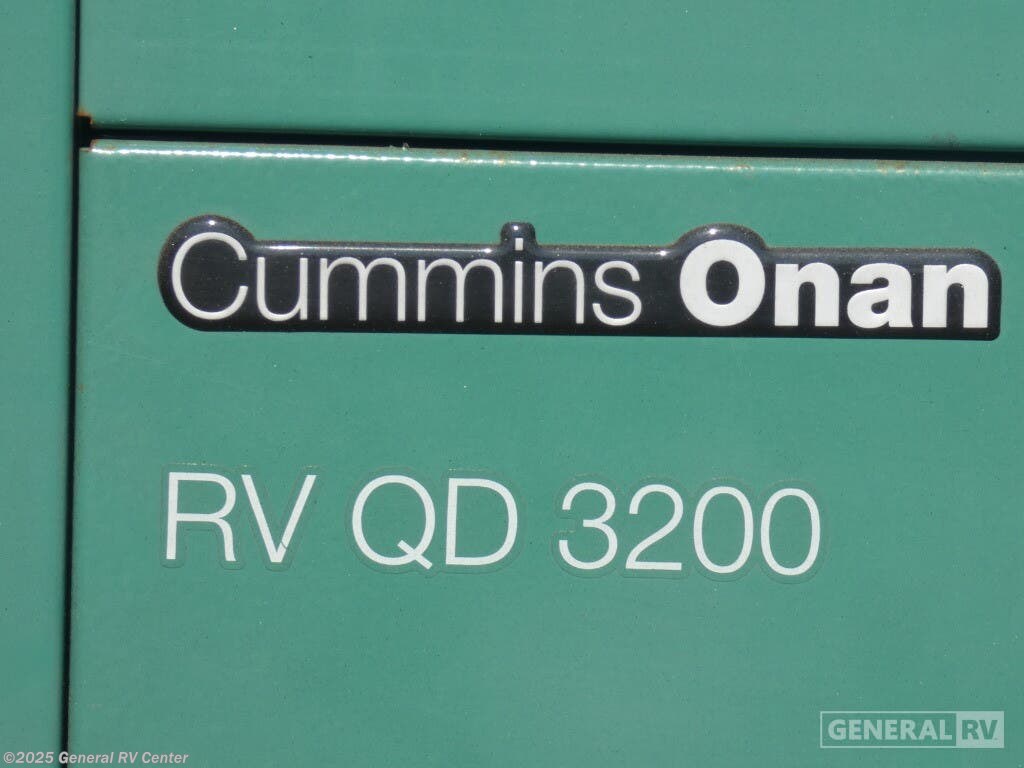 Cummins Onan
RV QD 3200
GENERAL RV
©2025 General RV Center